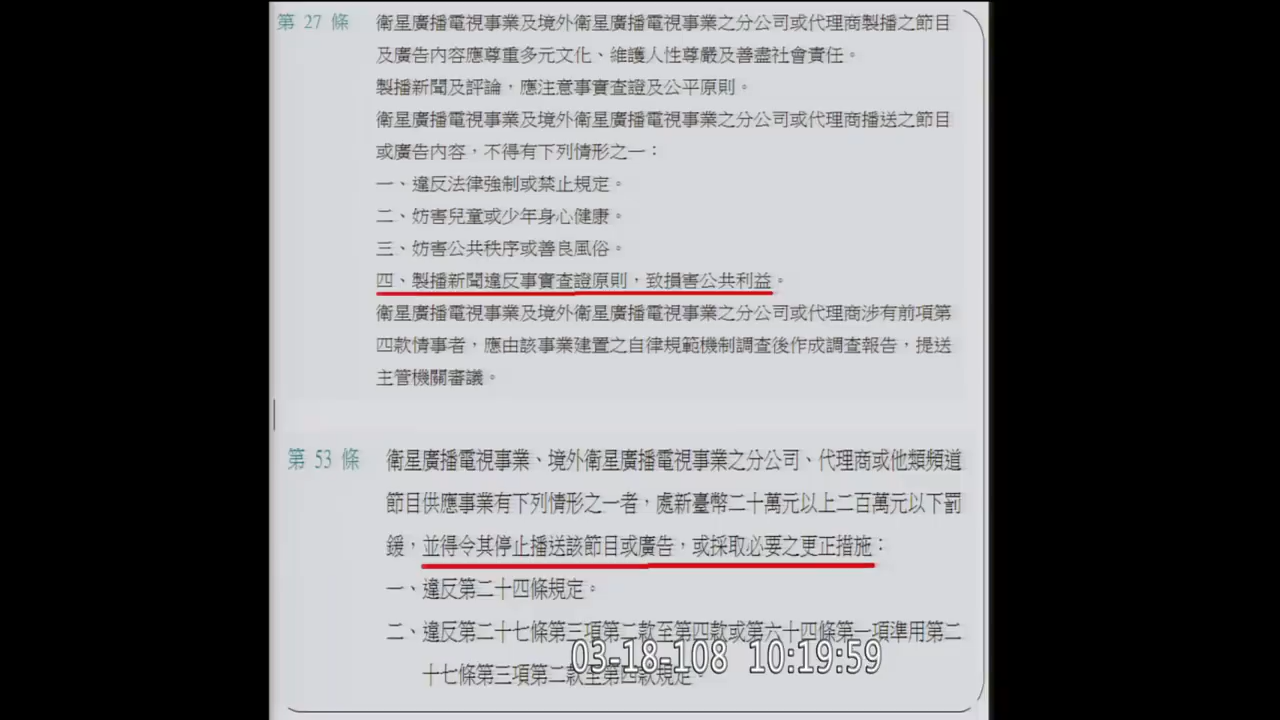 第 27 條 衛星廣播電視事業及境外衛星廣播電視事業之分公司或代理商製播之節目
及廣告內容應尊重多元文化、維護人性尊嚴及善盡社會責任。
製播新聞及評論，應注意事實查證及公平原則。
衛星廣播電視事業及境外衛星廣播電視事業之分公司或代理商播送之節目
或廣告內容，不得有下列情形之一：
一、違反法律強制或禁止規定。
二、妨害兒童或少年身心健康。
三、妨害公共秩序或善良風俗。
四、製播新聞違反事實查證原則，致損害公共利益。
衛星廣播電視事業及境外衛星廣播電視事業之分公司或代理商涉有前項第
四款情事者，應由該事業建置之自律規範機制調查後作成調查報告，提送
主管機關審議。
第 53 條 衛星廣播電視事業、境外衛星廣播電視事業之分公司、代理商或他類頻道
節目供應事業有下列情形之一者，處新臺幣二十萬元以上二百萬元以下罰
鍰，並得令其停止播送該節目或廣告，或採取必要之更正措施：
一、違反第二十四條規定。
二、違反第二十七條第三項第二款至第四款或第六十四條第一項準用第二
十七條第三項第二款至第四款規定。
03-18-108 10:19:59